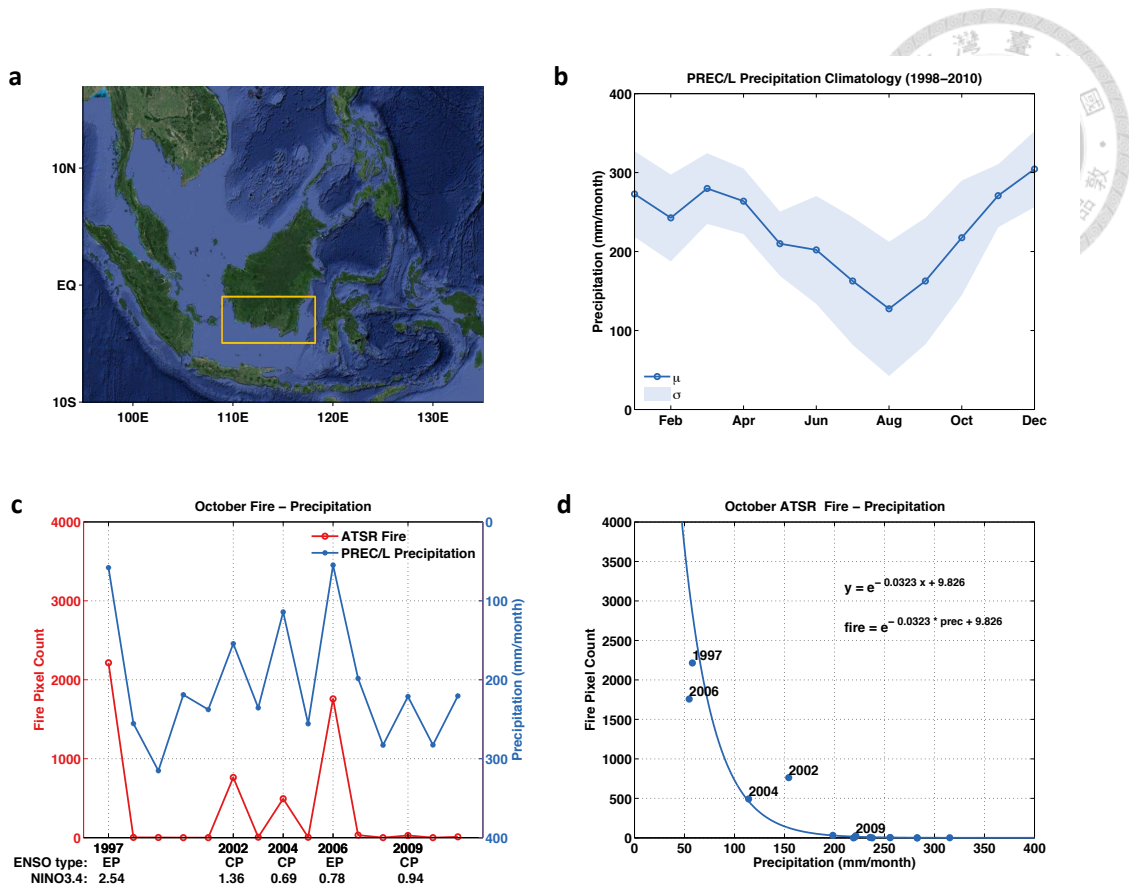 灣 臺
國
敦
品
a
10N
EQ
10S
100E 110E 120E 130E
b
PREC/L Precipitation Climatology (1998–2010)
Precipitation (mm/month)
400
300
200
100
0
μ
σ
Feb Apr Jun Aug Oct Dec
c
October Fire – Precipitation
Fire Pixel Count
4000
3000
2000
1000
0
ATSR Fire
PREC/L Precipitation
0
100
200
300
400
Precipitation (mm/month)
1997 2002 2004 2006 2009
ENSO type: EP CP CP EP CP
NINO3.4: 2.54 1.36 0.69 0.78 0.94
d
October ATSR Fire – Precipitation
Fire Pixel Count
4000
3500
3000
2500
2000
1500
1000
500
0
y = e^– 0.0323 x + 9.826
fire = e^– 0.0323 * prec + 9.826
1997
2006
2002
2004
2009
0 50 100 150 200 250 300 350 400
Precipitation (mm/month)